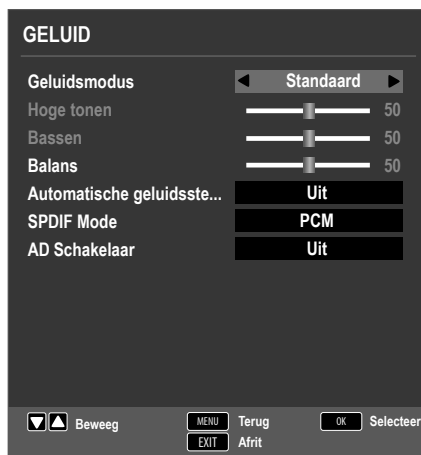 GELUID
Geluidsmodus Standaard
Hoge tonen 50
Bassen 50
Balans 50
Automatische geluidsste... Uit
SPDIF Mode PCM
AD Schakelaar Uit
Beweeg MENU Terug OK Selecteer
EXIT Afrit